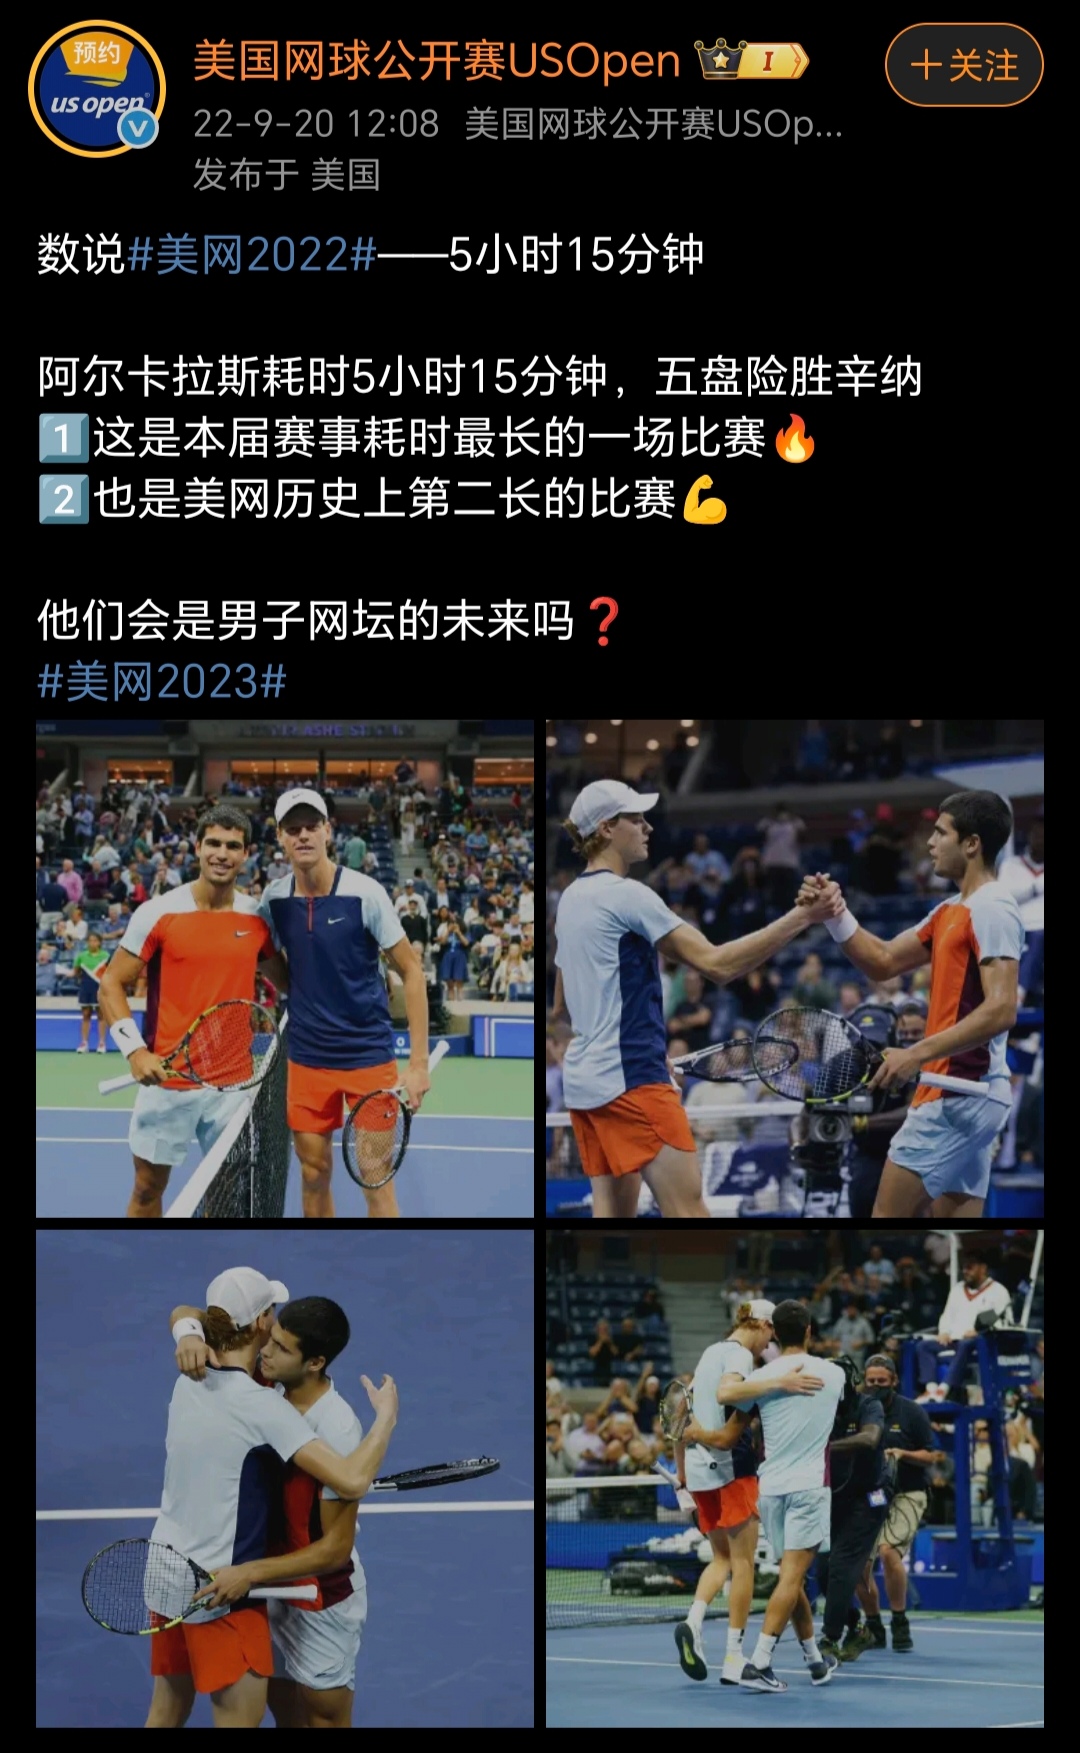 预约
us open
美国网球公开赛USOpen
I
+关注
22-9-20 12:08 美国网球公开赛USOp...
发布于 美国
数说#美网2022#——5小时15分钟
阿尔卡拉斯耗时5小时15分钟，五盘险胜辛纳
1️⃣这是本届赛事耗时最长的一场比赛🔥
2️⃣也是美网历史上第二长的比赛💪
他们会是男子网坛的未来吗❓
#美网2023#